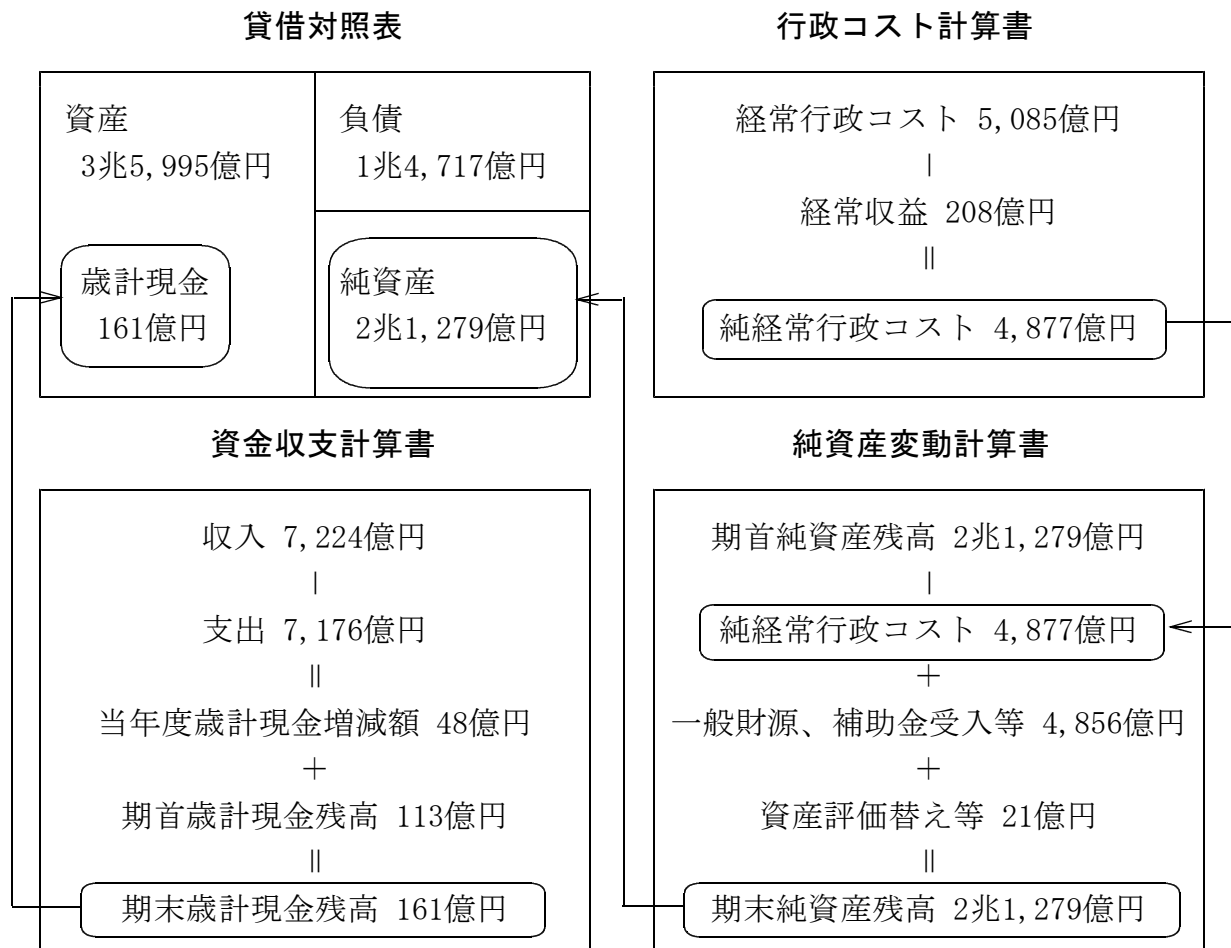 貸借対照表
資産
3兆5,995億円
負債
1兆4,717億円
歳計現金
161億円
純資産
2兆1,279億円
行政コスト計算書
経常行政コスト 5,085億円
－
経常収益 208億円
＝
純経常行政コスト 4,877億円
資金収支計算書
収入 7,224億円
－
支出 7,176億円
＝
当年度歳計現金増減額 48億円
＋
期首歳計現金残高 113億円
＝
期末歳計現金残高 161億円
純資産変動計算書
期首純資産残高 2兆1,279億円
－
純経常行政コスト 4,877億円
＋
一般財源、補助金受入等 4,856億円
＋
資産評価替え等 21億円
＝
期末純資産残高 2兆1,279億円